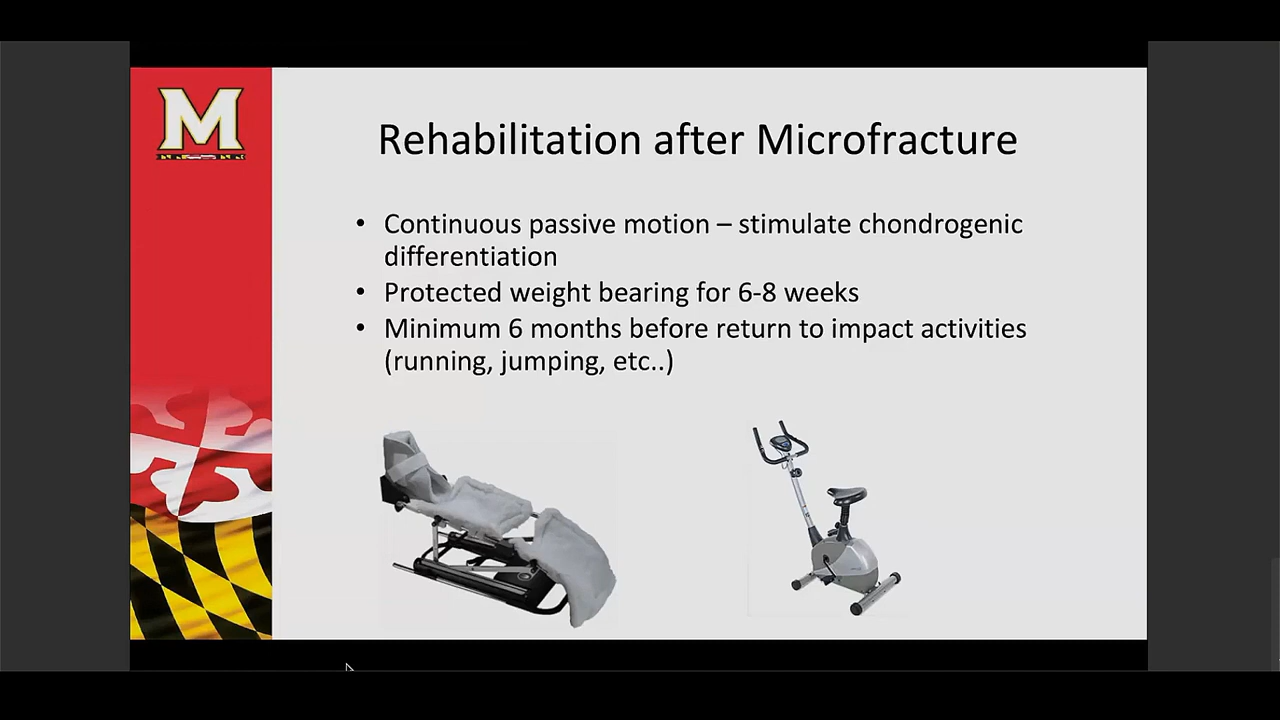 M
Rehabilitation after Microfracture
• Continuous passive motion – stimulate chondrogenic
differentiation
• Protected weight bearing for 6-8 weeks
• Minimum 6 months before return to impact activities
(running, jumping, etc..)